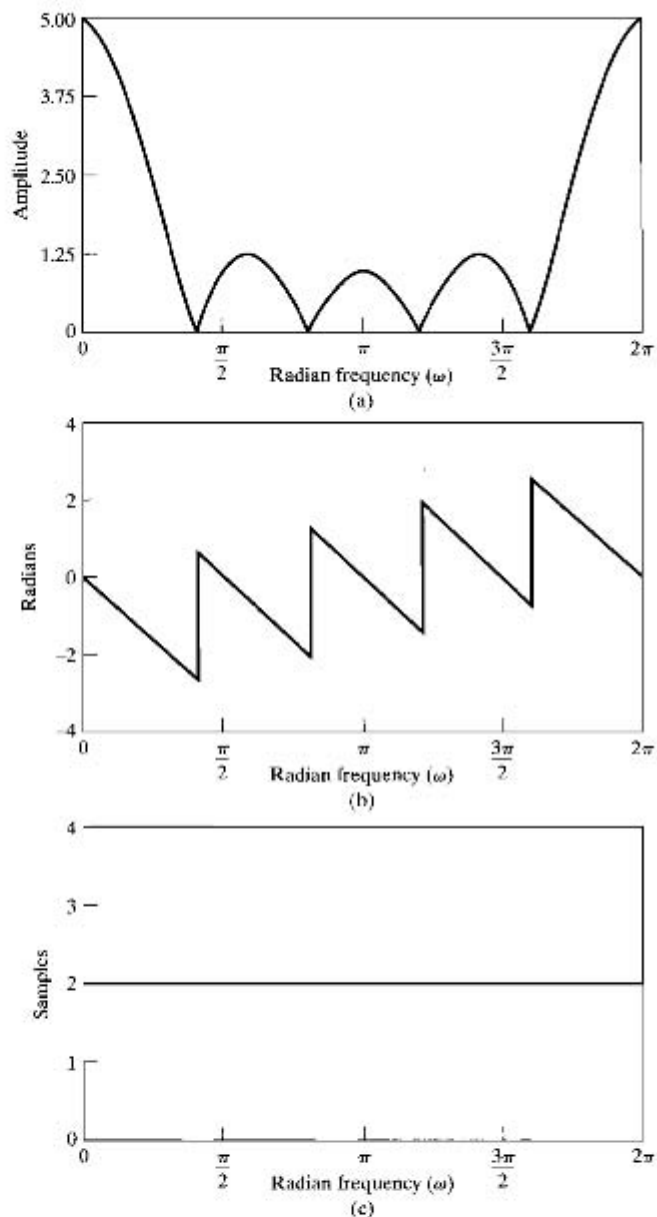 5.00
3.75
2.50
1.25
0
Amplitude
0
π/2
π
3π/2
2π
Radian frequency (ω)
(a)
4
2
0
−2
−4
Radians
0
π/2
π
3π/2
2π
Radian frequency (ω)
(b)
4
3
2
1
0
Samples
0
π/2
π
3π/2
2π
Radian frequency (ω)
(c)